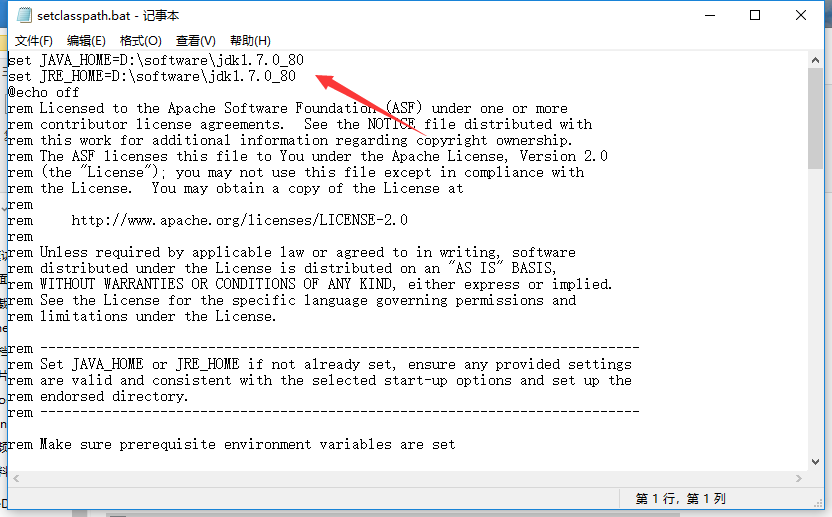 setclasspath.bat - 记事本
文件(F) 编辑(E) 格式(O) 查看(V) 帮助(H)
set JAVA_HOME=D:\software\jdk1.7.0_80
set JRE_HOME=D:\software\jdk1.7.0_80
@echo off
rem Licensed to the Apache Software Foundation (ASF) under one or more
rem contributor license agreements.  See the NOTICE file distributed with
rem this work for additional information regarding copyright ownership.
rem The ASF licenses this file to You under the Apache License, Version 2.0
rem (the "License"); you may not use this file except in compliance with
rem the License.  You may obtain a copy of the License at
rem
rem     http://www.apache.org/licenses/LICENSE-2.0
rem
rem Unless required by applicable law or agreed to in writing, software
rem distributed under the License is distributed on an "AS IS" BASIS,
rem WITHOUT WARRANTIES OR CONDITIONS OF ANY KIND, either express or implied.
rem See the License for the specific language governing permissions and
rem limitations under the License.
rem ---------------------------------------------------------------------------
rem Set JAVA_HOME or JRE_HOME if not already set, ensure any provided settings
rem are valid and consistent with the selected start-up options and set up the
rem endorsed directory.
rem ---------------------------------------------------------------------------
rem Make sure prerequisite environment variables are set
第 1 行，第 1 列